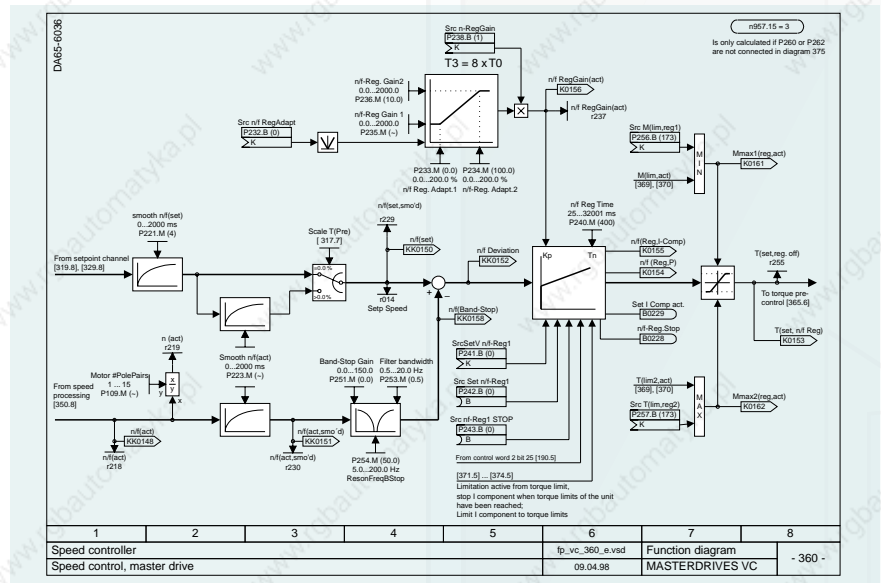 DA65-6036
n957.15 = 3
Is only calculated if P260 or P262
are not connected in diagram 375
Src n-RegGain
P238.B (1)
K
T3 = 8 x T0
n/f-Reg. Gain2
0.0...2000.0
P236.M (10.0)
n/f-Reg Gain 1
0.0...2000.0
P235.M (~)
Src n/f RegAdapt
P232.B (0)
K
P233.M (0.0)
0.0...200.0 %
n/f Reg. Adapt.1
P234.M (100.0)
0.0...200.0 %
n/f-Reg. Adapt.2
n/f RegGain(act)
K0156
n/f RegGain(act)
r237
Src M(lim,reg1)
P256.B (173)
K
M(lim,act)
[369], [370]
M
I
N
Mmax1(reg,act)
K0161
smooth n/f(set)
0...2000 ms
P221.M (4)
From setpoint channel
[319.8], [329.8]
Scale T(Pre)
[ 317.7]
=0.0 %
>0.0 %
n/f(set,smo'd)
r229
n/f(set)
KK0150
r014
Setp Speed
+
–
n/f Deviation
KK0152
n/f(Band-Stop)
KK0158
n/f Reg Time
25...32001 ms
P240.M (400)
Kp
Tn
n/f(Reg,I-Comp)
K0155
n/f (Reg,P)
K0154
Set I Comp act.
B0229
n/f-Reg.Stop
B0228
T(set,reg. off)
r255
To torque pre-
control [365.6]
T(set, n/f Reg)
K0153
n (act)
r219
Motor #PolePairs
1 ... 15
P109.M (~)
x
y
y
x
From speed
processing
[350.8]
n/f(act)
KK0148
n/f(act)
r218
Smooth n/f(act)
0...2000 ms
P223.M (~)
n/f(act,smo´d)
KK0151
n/f(act,smo'd)
r230
Band-Stop Gain
0.0...150.0
P251.M (0.0)
Filter bandwidth
0.5...20.0 Hz
P253.M (0.5)
P254.M (50.0)
5.0...200.0 Hz
ResonFreqBStop
SrcSetV n/f-Reg1
P241.B (0)
K
Src Set n/f-Reg1
P242.B (0)
B
Src nf-Reg1 STOP
P243.B (0)
B
From control word 2 bit 25 [190.5]
[371.5] ... [374.5]
Limitation active from torque limit,
stop I component when torque limits of the unit
have been reached;
Limit I component to torque limits
T(lim2,act)
[369], [370]
Src T(lim,reg2)
P257.B (173)
K
M
A
X
Mmax2(reg,act)
K0162
1 2 3 4 5 6 7 8
Speed controller fp_vc_360_e.vsd Function diagram
- 360 -
Speed control, master drive 09.04.98 MASTERDRIVES VC
www.rgbautomatyka.pl